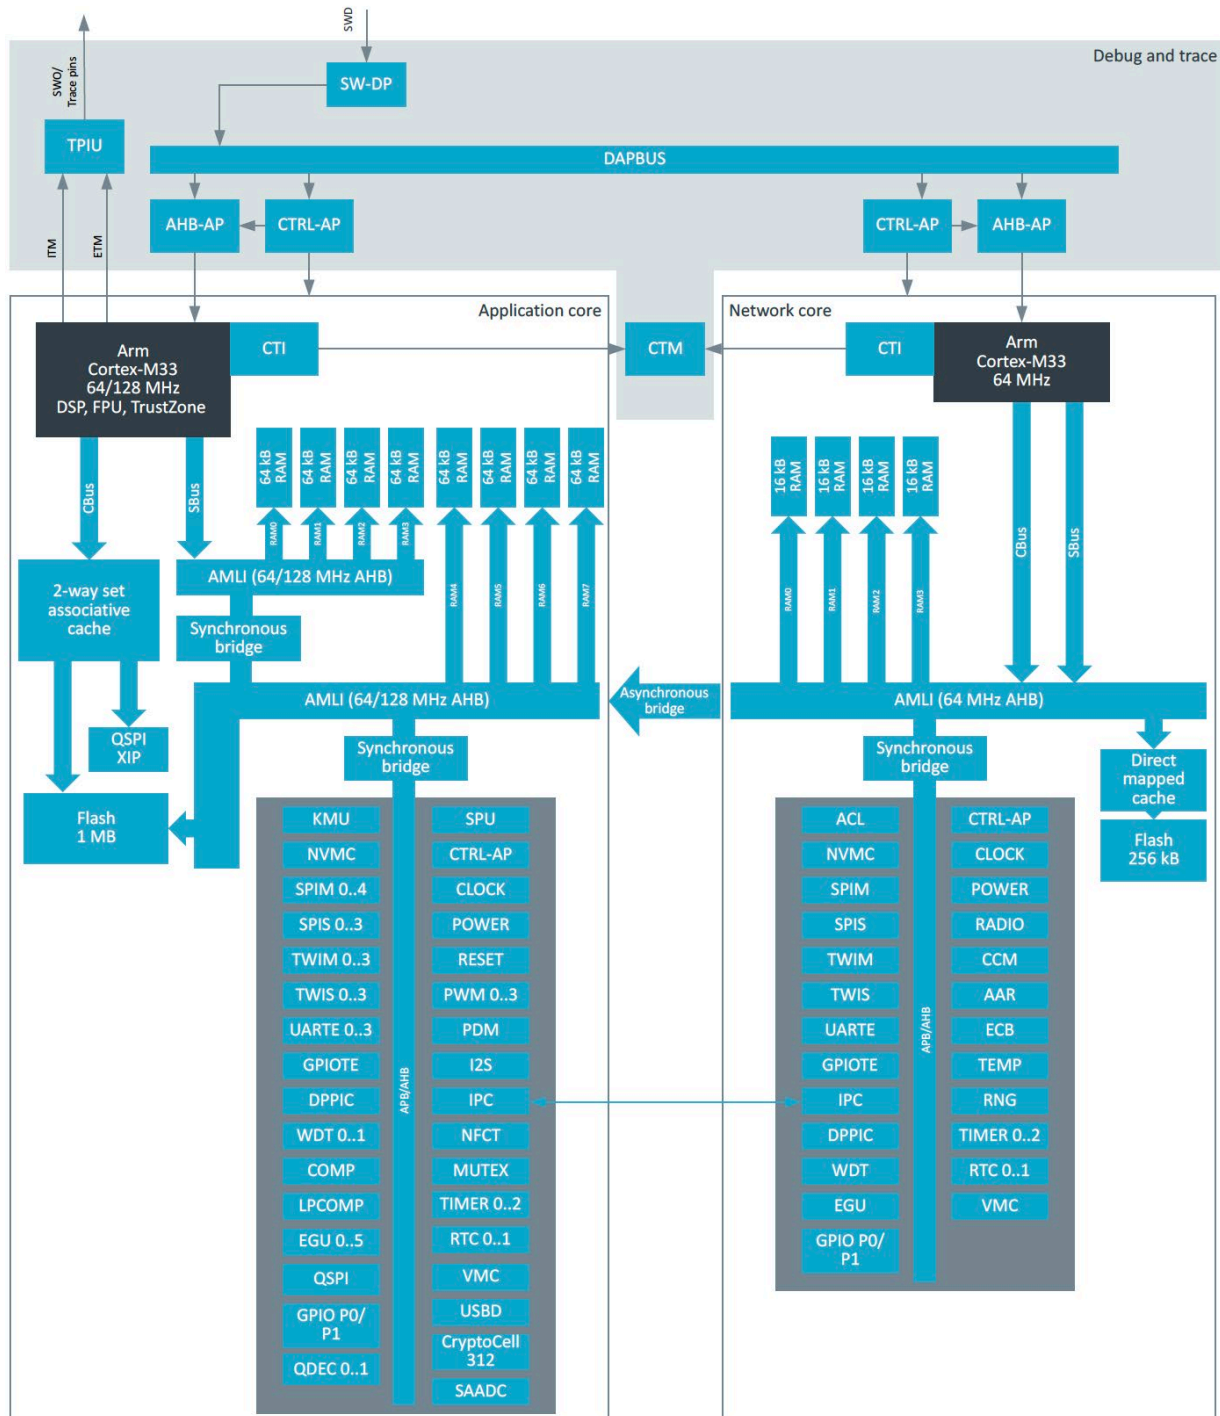 SWD
Debug and trace
SWO/
Trace pins
SW-DP
TPIU
DAPBUS
AHB-AP
CTRL-AP
CTRL-AP
AHB-AP
ITM
ETM
Application core
Network core
Arm
Cortex-M33
64/128 MHz
DSP, FPU, TrustZone
CTI
CTM
CTI
Arm
Cortex-M33
64 MHz
64 kB
RAM
64 kB
RAM
64 kB
RAM
64 kB
RAM
64 kB
RAM
64 kB
RAM
64 kB
RAM
64 kB
RAM
16 kB
RAM
16 kB
RAM
16 kB
RAM
16 kB
RAM
CBus
SBus
RAM0
RAM1
RAM2
RAM3
RAM4
RAM5
RAM6
RAM7
RAM0
RAM1
RAM2
RAM3
CBus
SBus
2-way set
associative
cache
AMLI (64/128 MHz AHB)
Synchronous
bridge
AMLI (64/128 MHz AHB)
Asynchronous
bridge
AMLI (64 MHz AHB)
QSPI
XIP
Flash
1 MB
Synchronous
bridge
Synchronous
bridge
Direct
mapped
cache
Flash
256 kB
KMU
NVMC
SPIM 0..4
SPIS 0..3
TWIM 0..3
TWIS 0..3
UARTE 0..3
GPIOTE
DPPIC
WDT 0..1
COMP
LPCOMP
EGU 0..5
QSPI
GPIO P0/
P1
QDEC 0..1
APB/AHB
SPU
CTRL-AP
CLOCK
POWER
RESET
PWM 0..3
PDM
I2S
IPC
NFCT
MUTEX
TIMER 0..2
RTC 0..1
VMC
USBD
CryptoCell
312
SAADC
ACL
NVMC
SPIM
SPIS
TWIM
TWIS
UARTE
GPIOTE
IPC
DPPIC
WDT
EGU
GPIO P0/
P1
APB/AHB
CTRL-AP
CLOCK
POWER
RADIO
CCM
AAR
ECB
TEMP
RNG
TIMER 0..2
RTC 0..1
VMC